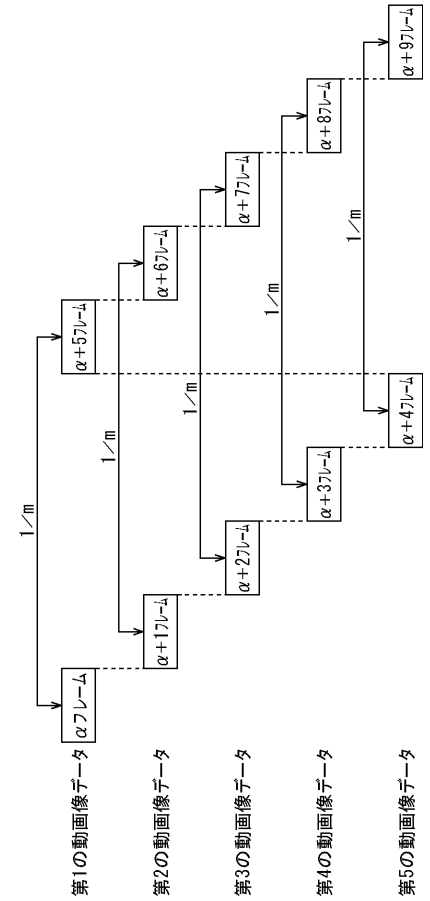 第1の動画像データ
αフレーム
1/m
α+5フレーム
第2の動画像データ
α+1フレーム
1/m
α+6フレーム
第3の動画像データ
α+2フレーム
1/m
α+7フレーム
第4の動画像データ
α+3フレーム
1/m
α+8フレーム
第5の動画像データ
α+4フレーム
1/m
α+9フレーム